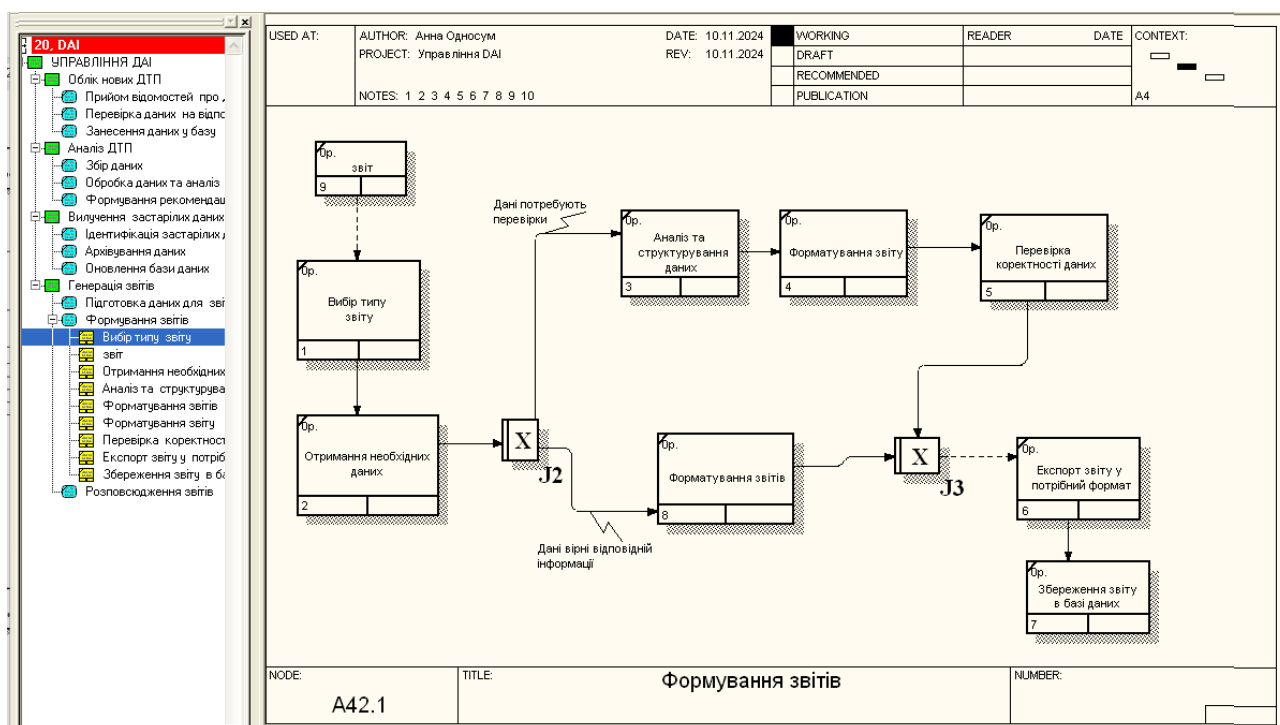 20, DAI
УПРАВЛІННЯ ДАІ
Облік нових ДТП
Прийом відомостей про
Перевірка даних на відпо
Занесення даних у базу
Аналіз ДТП
Збір даних
Обробка даних та аналіз
Формування рекомендац
Вилучення застарілих даних
Ідентифікація застарілих
Архівування даних
Оновлення бази даних
Генерація звітів
Підготовка даних для зві
Формування звітів
Вибір типу звіту
звіт
Отримання необхідних
Аналіз та структурува
Форматування звітів
Форматування звіту
Перевірка коректност
Експорт звіту у потріб
Збереження звіту в ба
Розповсюдження звітів
USED AT:
AUTHOR: Анна Односум
DATE: 10.11.2024
PROJECT: Управління DAI
REV: 10.11.2024
NOTES: 1 2 3 4 5 6 7 8 9 10
WORKING
DRAFT
RECOMMENDED
PUBLICATION
READER
DATE
CONTEXT:
A4
0р.
звіт
9
0р.
Вибір типу
звіту
1
0р.
Отримання необхідних
даних
2
X
J2
Дані потребують
перевірки
0р.
Аналіз та
структурування
даних
3
0р.
Форматування звіту
4
0р.
Перевірка
коректності даних
5
Дані вірні відповідній
інформації
0р.
Форматування звітів
8
X
J3
0р.
Експорт звіту у
потрібний формат
6
0р.
Збереження звіту
в базі даних
7
NODE:
A42.1
TITLE:
Формування звітів
NUMBER: